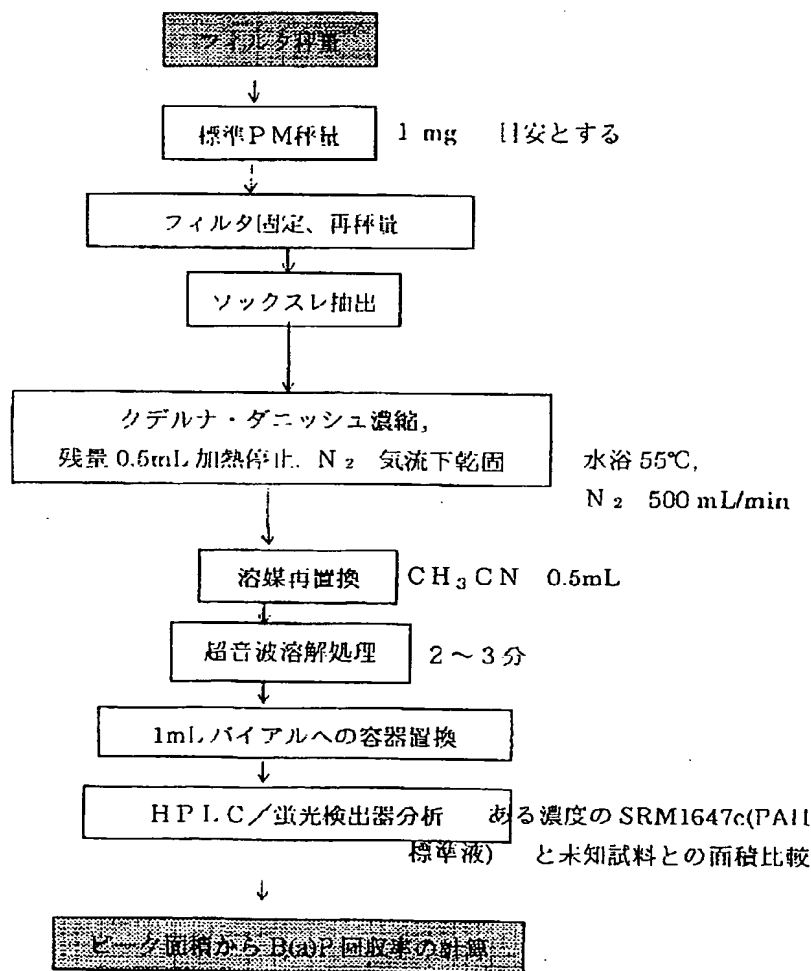 フィルタ秤量
標準PM秤量 1 mg 目安とする
フィルタ固定、再秤量
ソックスレ抽出
クデルナ・ダニッシュ濃縮,
残量 0.5mL 加熱停止. N₂ 気流下乾固
水浴 55℃,
N₂ 500 mL/min
溶媒再置換 CH₃CN 0.5mL
超音波溶解処理 2～3分
1mL バイアルへの容器置換
HPLC／蛍光検出器分析 ある濃度の SRM1647c(PAH
標準液) と未知試料との面積比較
ピーク面積から B(a)P 回収率の計算